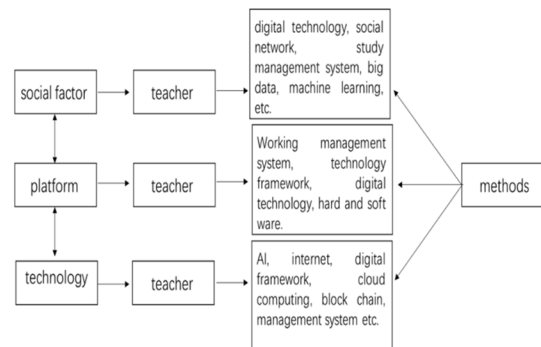 digital technology, social
network, study
management system, big
data, machine learning,
etc.
social factor
teacher
Working management
system, technology
framework, digital
technology, hard and soft
ware.
platform
teacher
methods
AI, internet, digital
framework, cloud
computing, block chain,
management system etc.
technology
teacher